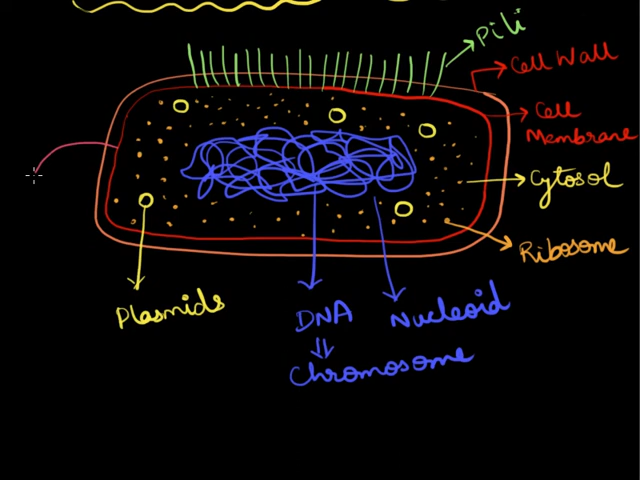 Pili
Cell Wall
Cell
Membrane
Cytosol
Ribosome
Plasmids
DNA
Nucleoid
Chromosome